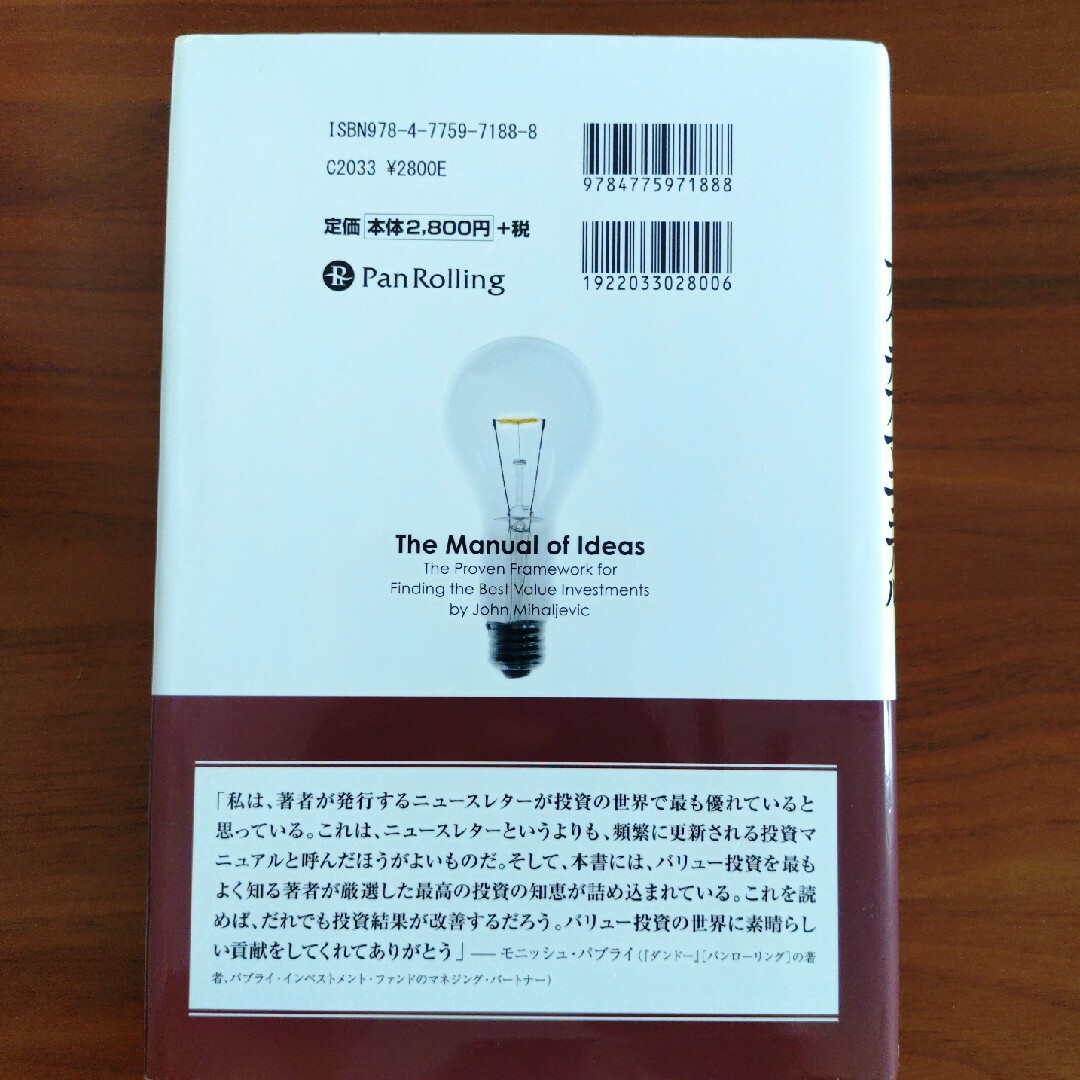 ISBN978-4-7759-7188-8
C2033 ¥2800E
9784775971888
定価 本体2,800円 +税
1922033028006
PanRolling
The Manual of Ideas
The Proven Framework for
Finding the Best Value Investments
by John Mihaljevic
「私は、著者が発行するニュースレターが投資の世界で最も優れていると
思っている。これは、ニュースレターというよりも、頻繁に更新される投資マ
ニュアルと呼んだほうがよいものだ。そして、本書には、バリュー投資を最も
よく知る著者が厳選した最高の投資の知恵が詰め込まれている。これを読
めば、だれでも投資結果が改善するだろう。バリュー投資の世界に素晴らし
い貢献をしてくれてありがとう」――モニッシュ・パブライ(『ダンドー』[パンローリング]の著
者、パブライ・インベストメント・ファンドのマネジング・パートナー)